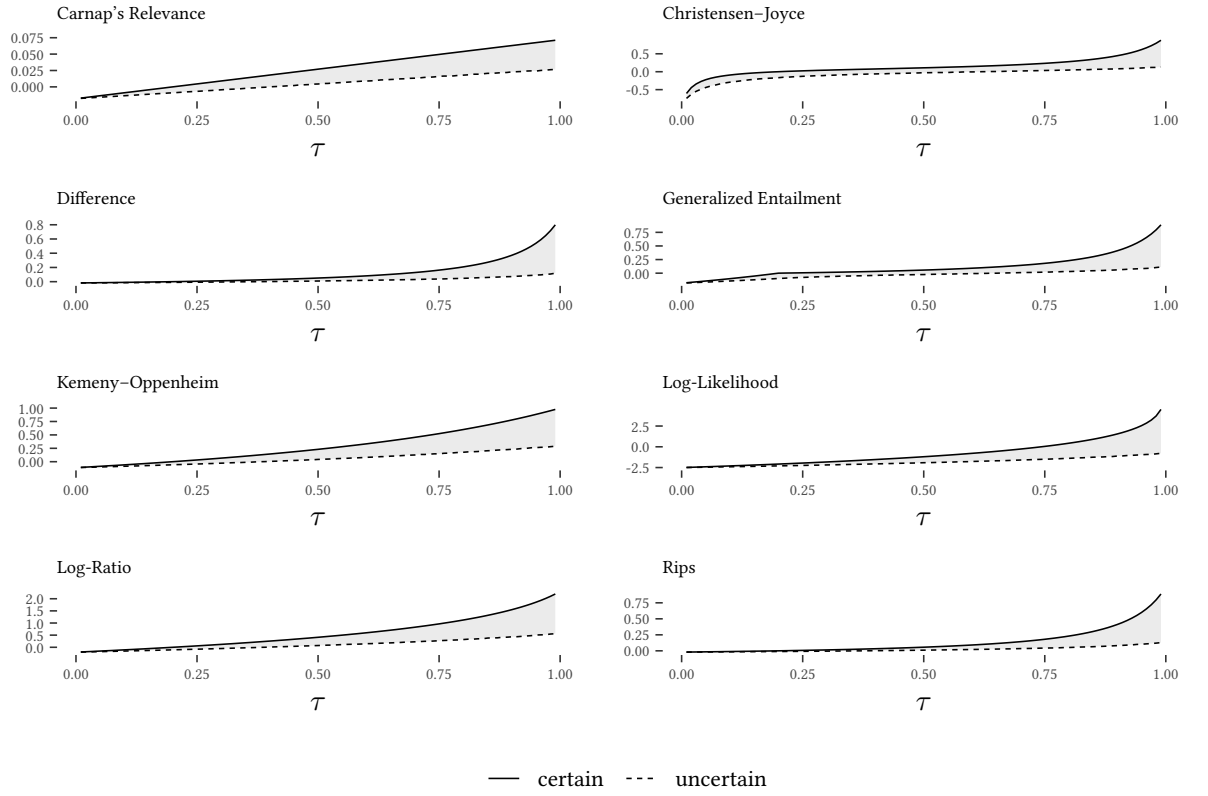 Carnap's Relevance
0.075
0.050
0.025
0.000
0.00 0.25 0.50 0.75 1.00
τ
Christensen–Joyce
0.5
0.0
-0.5
0.00 0.25 0.50 0.75 1.00
τ
Difference
0.8
0.6
0.4
0.2
0.0
0.00 0.25 0.50 0.75 1.00
τ
Generalized Entailment
0.75
0.50
0.25
0.00
0.00 0.25 0.50 0.75 1.00
τ
Kemeny–Oppenheim
1.00
0.75
0.50
0.25
0.00
0.00 0.25 0.50 0.75 1.00
τ
Log-Likelihood
2.5
0.0
-2.5
0.00 0.25 0.50 0.75 1.00
τ
Log-Ratio
2.0
1.5
1.0
0.5
0.0
0.00 0.25 0.50 0.75 1.00
τ
Rips
0.75
0.50
0.25
0.00
0.00 0.25 0.50 0.75 1.00
τ
certain uncertain